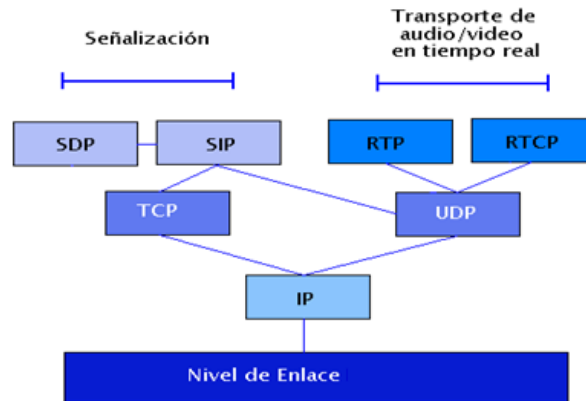 Señalización
Transporte de
audio/video
en tiempo real
SDP
SIP
RTP
RTCP
TCP
UDP
IP
Nivel de Enlace